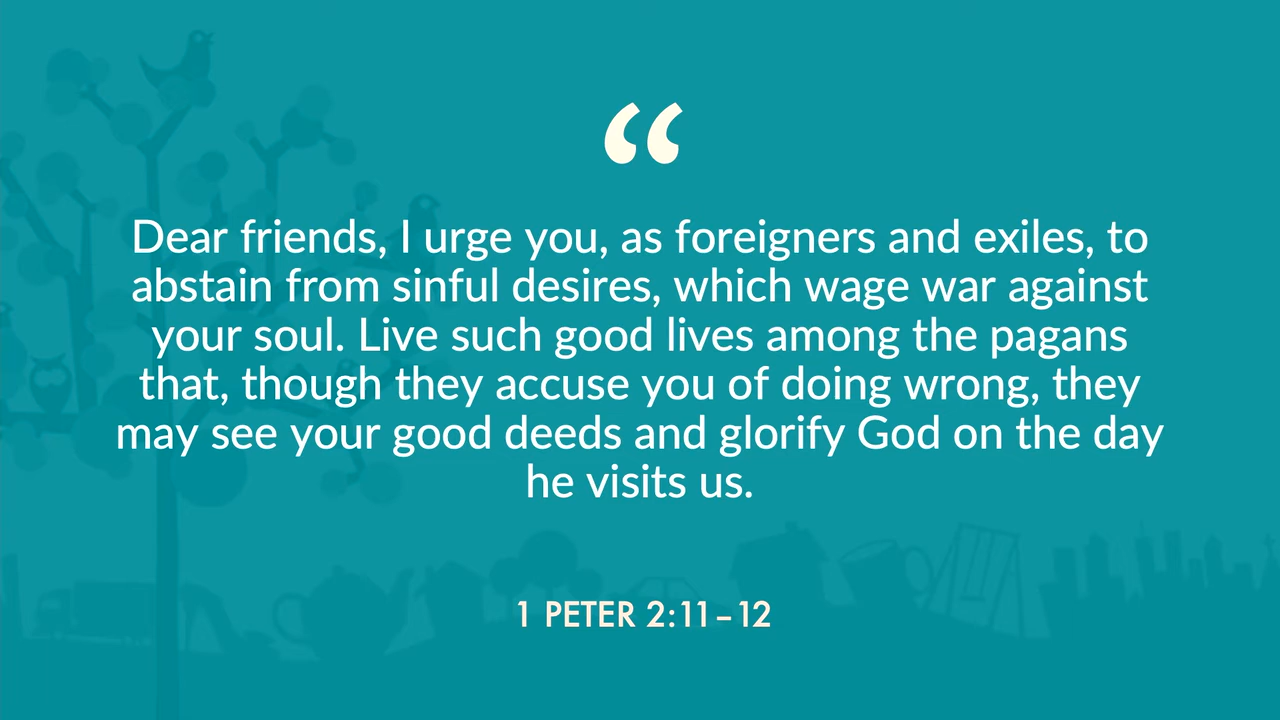 “
Dear friends, I urge you, as foreigners and exiles, to
abstain from sinful desires, which wage war against
your soul. Live such good lives among the pagans
that, though they accuse you of doing wrong, they
may see your good deeds and glorify God on the day
he visits us.
1 PETER 2:11–12